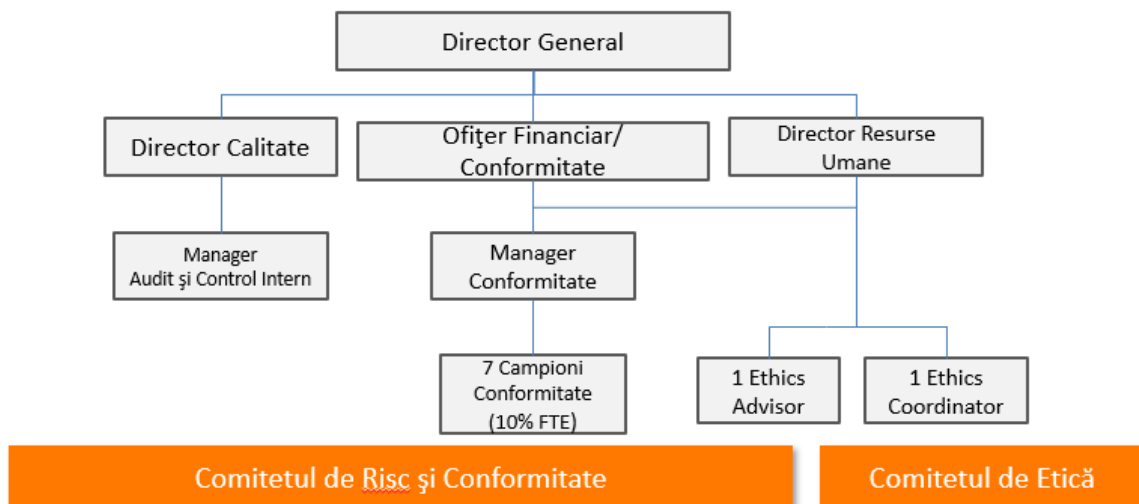 Director General
Director Calitate
Ofiţer Financiar/
Conformitate
Director Resurse
Umane
Manager
Audit şi Control Intern
Manager
Conformitate
7 Campioni
Conformitate
(10% FTE)
1 Ethics
Advisor
1 Ethics
Coordinator
Comitetul de Risc şi Conformitate
Comitetul de Etică